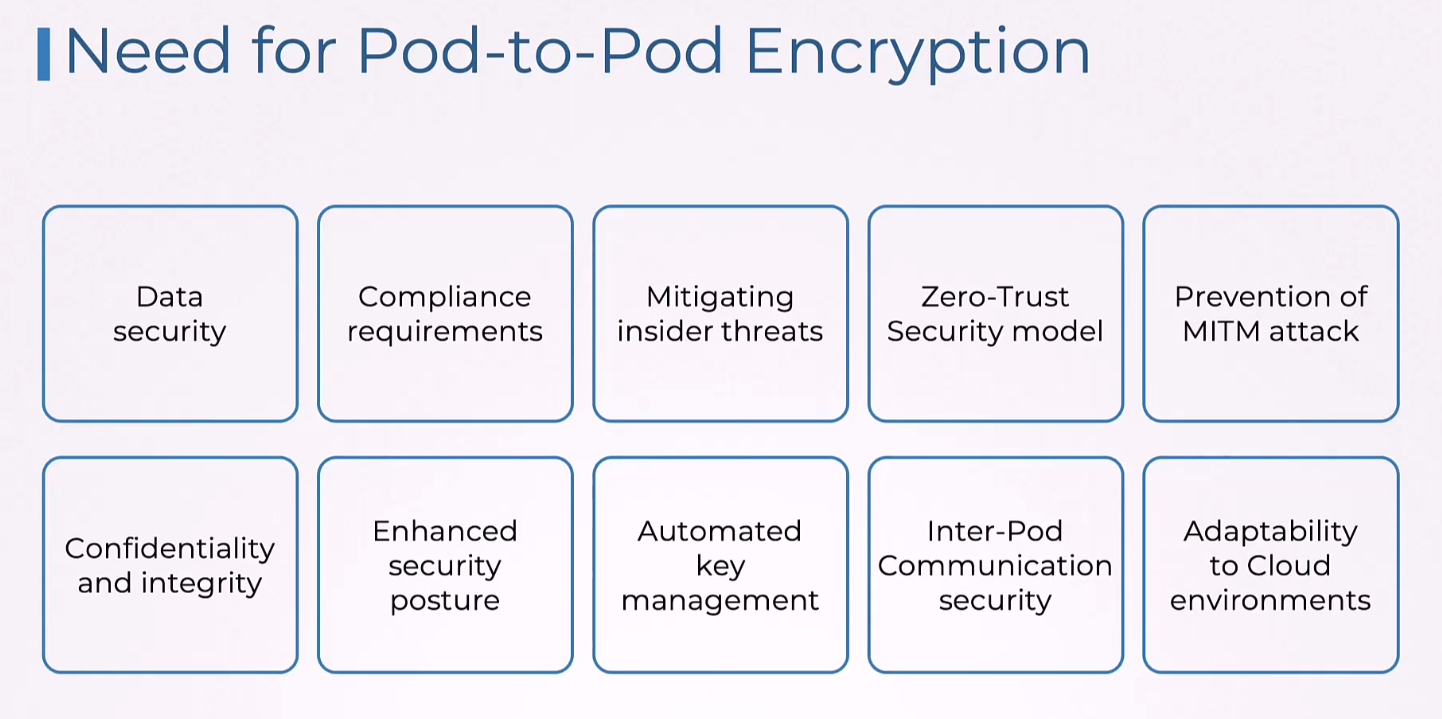 Need for Pod-to-Pod Encryption
Data
security
Compliance
requirements
Mitigating
insider threats
Zero-Trust
Security model
Prevention of
MITM attack
Confidentiality
and integrity
Enhanced
security
posture
Automated
key
management
Inter-Pod
Communication
security
Adaptability
to Cloud
environments